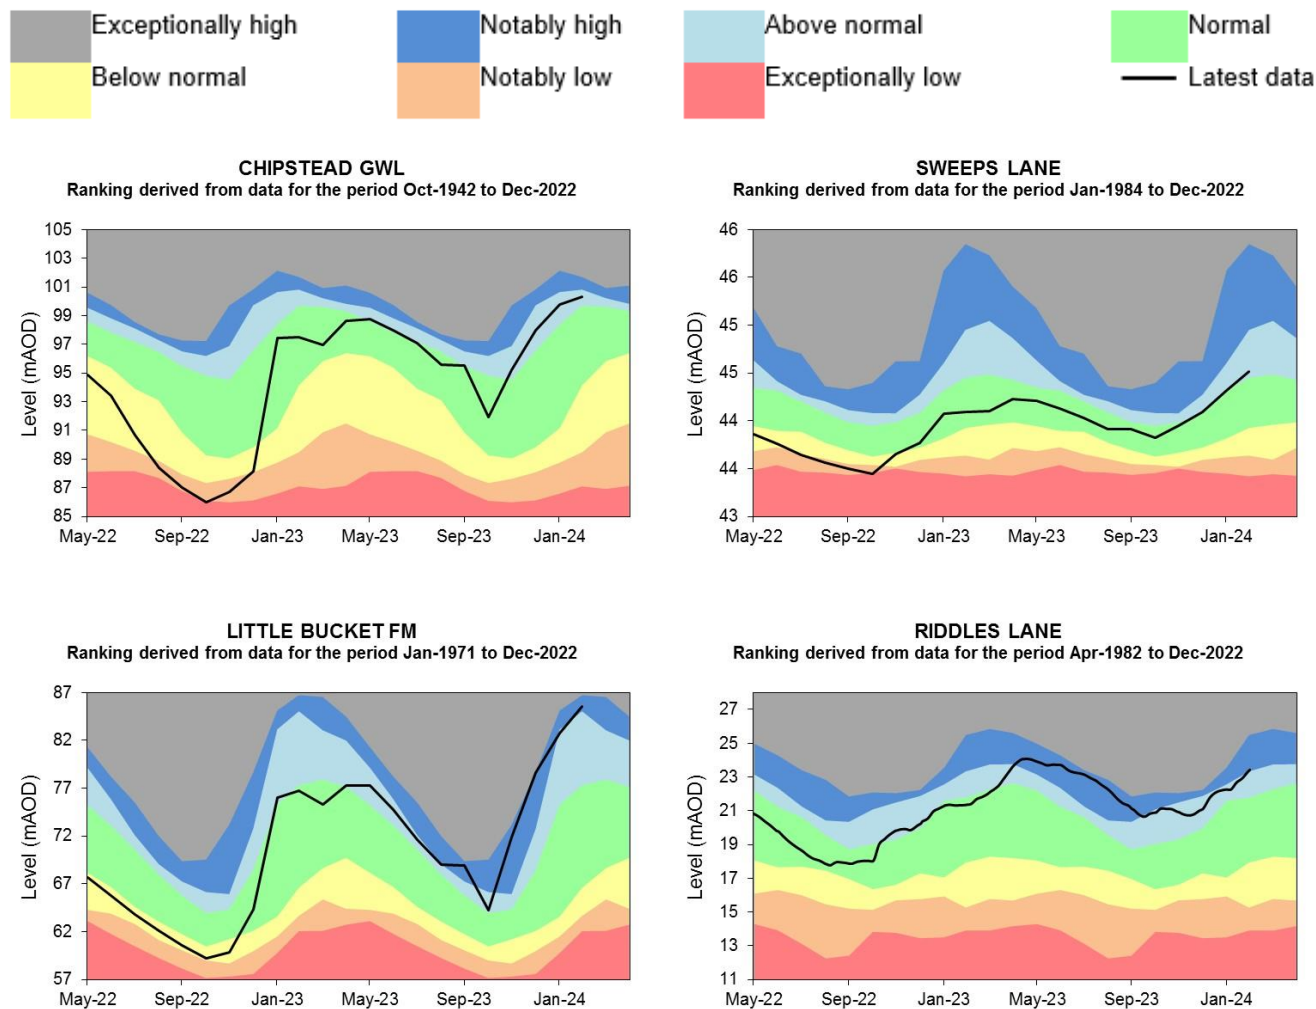 Exceptionally high
Notably high
Above normal
Normal
Below normal
Notably low
Exceptionally low
Latest data
CHIPSTEAD GWL
Ranking derived from data for the period Oct-1942 to Dec-2022
Level (mAOD)
105
103
101
99
97
95
93
91
89
87
85
May-22
Sep-22
Jan-23
May-23
Sep-23
Jan-24
SWEEPS LANE
Ranking derived from data for the period Jan-1984 to Dec-2022
Level (mAOD)
46
46
45
45
44
44
43
May-22
Sep-22
Jan-23
May-23
Sep-23
Jan-24
LITTLE BUCKET FM
Ranking derived from data for the period Jan-1971 to Dec-2022
Level (mAOD)
87
82
77
72
67
62
57
May-22
Sep-22
Jan-23
May-23
Sep-23
Jan-24
RIDDLES LANE
Ranking derived from data for the period Apr-1982 to Dec-2022
Level (mAOD)
27
25
23
21
19
17
15
13
11
May-22
Sep-22
Jan-23
May-23
Sep-23
Jan-24